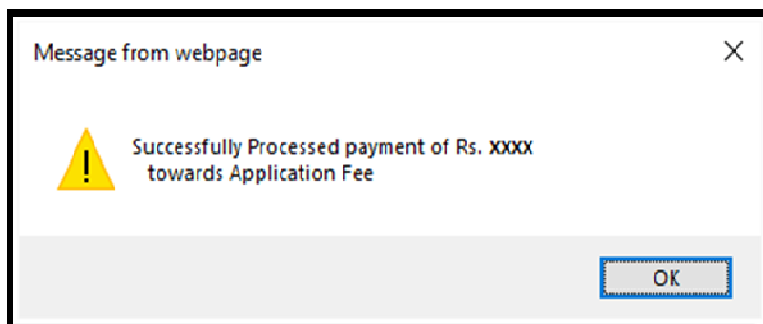 Message from webpage
Successfully Processed payment of Rs. xxxx
towards Application Fee
OK